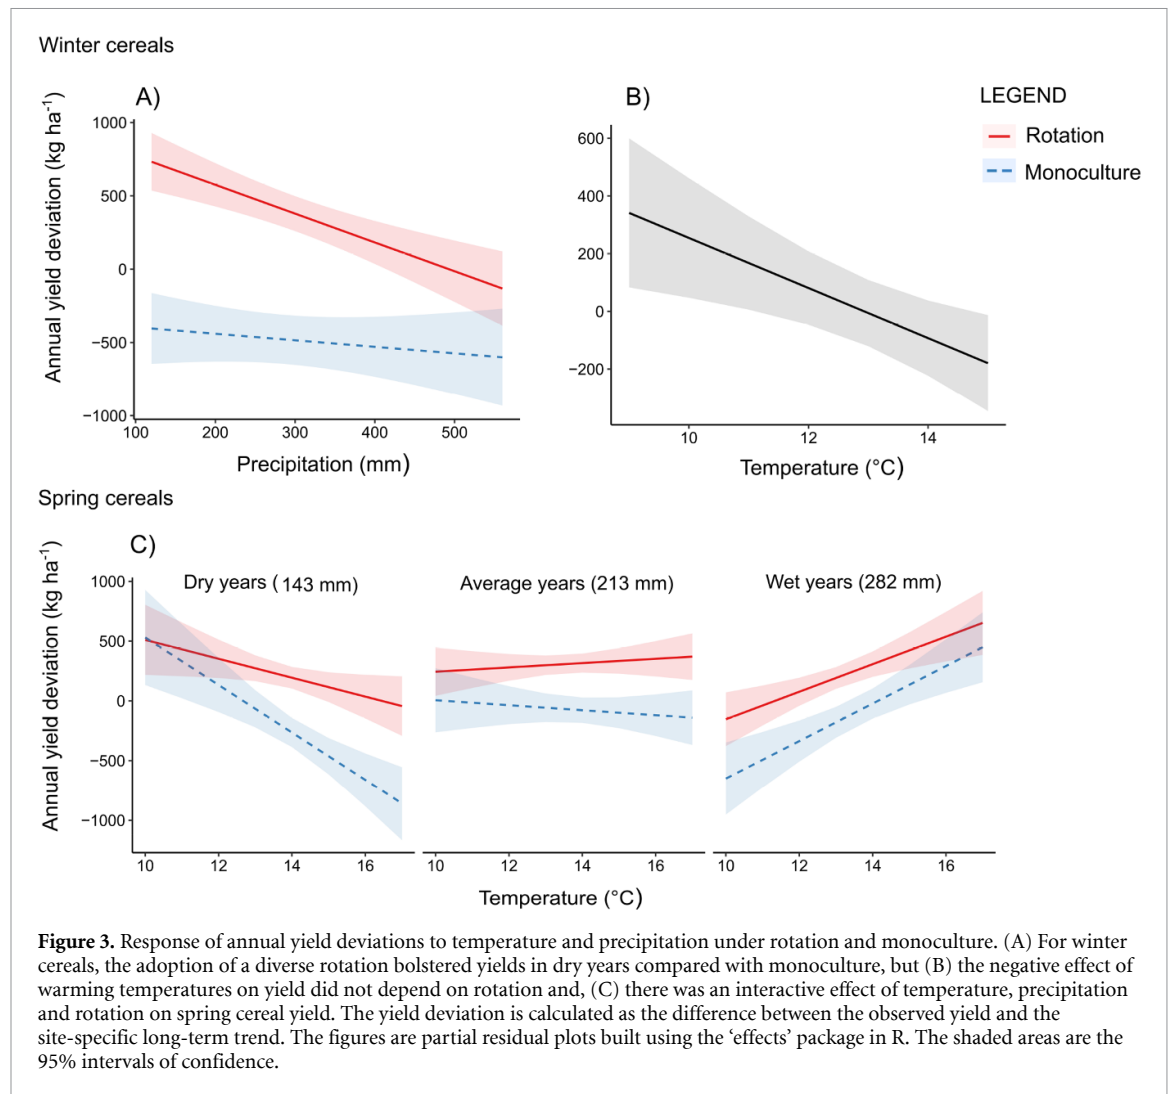 Winter cereals
A)
B)
LEGEND
Rotation
Monoculture
Annual yield deviation (kg ha⁻¹)
1000
500
0
−500
−1000
100 200 300 400 500
Precipitation (mm)
600
400
200
0
−200
10 12 14
Temperature (°C)
Spring cereals
C)
Dry years (143 mm) Average years (213 mm) Wet years (282 mm)
Annual yield deviation (kg ha⁻¹)
1000
500
0
−500
−1000
10 12 14 16 10 12 14 16 10 12 14 16
Temperature (°C)
Figure 3. Response of annual yield deviations to temperature and precipitation under rotation and monoculture. (A) For winter
cereals, the adoption of a diverse rotation bolstered yields in dry years compared with monoculture, but (B) the negative effect of
warming temperatures on yield did not depend on rotation and, (C) there was an interactive effect of temperature, precipitation
and rotation on spring cereal yield. The yield deviation is calculated as the difference between the observed yield and the
site-specific long-term trend. The figures are partial residual plots built using the ‘effects’ package in R. The shaded areas are the
95% intervals of confidence.